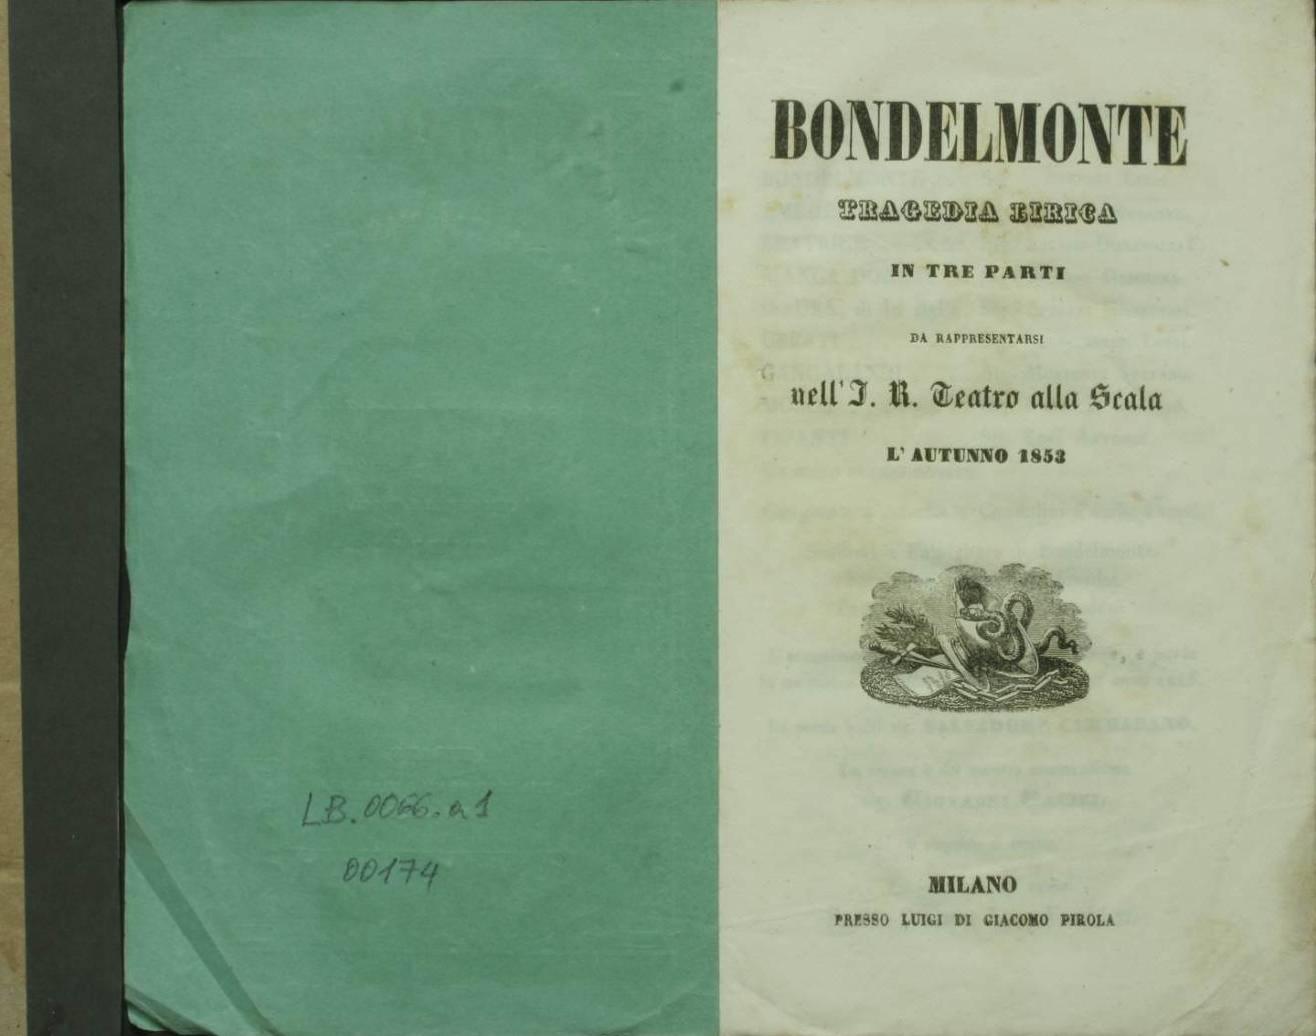 LB.0066.a1
00174
BONDELMONTE
TRAGEDIA LIRICA
IN TRE PARTI
DA RAPPRESENTARSI
nell' I. R. Teatro alla Scala
L' AUTUNNO 1853
MILANO
PRESSO LUIGI DI GIACOMO PIROLA